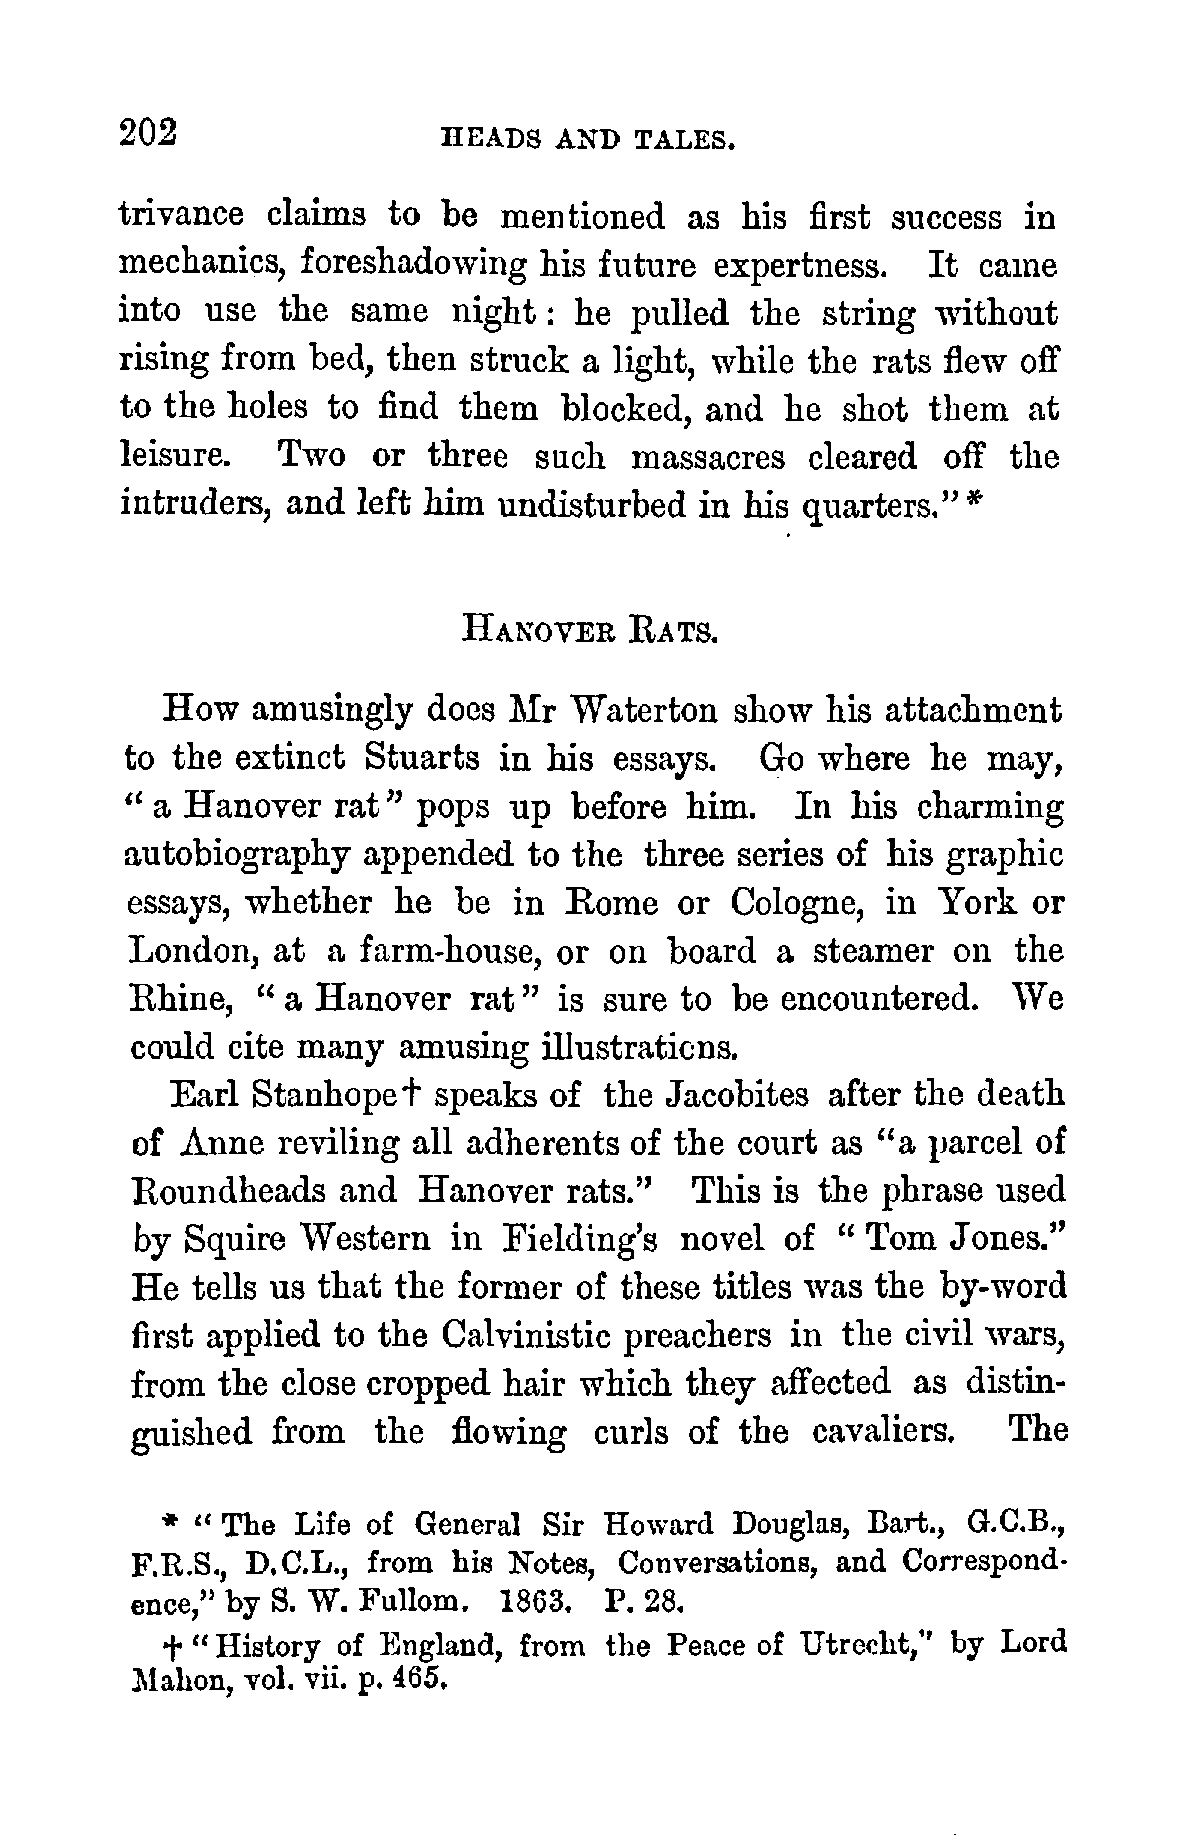 202 HEADS AND TALES.
trivance claims to be mentioned as his first success in
mechanics, foreshadowing his future expertness. It came
into use the same night : he pulled the string without
rising from bed, then struck a light, while the rats flew off
to the holes to find them blocked, and he shot them at
leisure. Two or three such massacres cleared off the
intruders, and left him undisturbed in his quarters." *
HANOVER RATS.
How amusingly does Mr Waterton show his attachment
to the extinct Stuarts in his essays. Go where he may,
" a Hanover rat " pops up before him. In his charming
autobiography appended to the three series of his graphic
essays, whether he be in Rome or Cologne, in York or
London, at a farm-house, or on board a steamer on the
Rhine, " a Hanover rat " is sure to be encountered. We
could cite many amusing illustrations.
Earl Stanhope† speaks of the Jacobites after the death
of Anne reviling all adherents of the court as "a parcel of
Roundheads and Hanover rats." This is the phrase used
by Squire Western in Fielding's novel of " Tom Jones."
He tells us that the former of these titles was the by-word
first applied to the Calvinistic preachers in the civil wars,
from the close cropped hair which they affected as distin-
guished from the flowing curls of the cavaliers. The
* " The Life of General Sir Howard Douglas, Bart., G.C.B.,
F.R.S., D.C.L., from his Notes, Conversations, and Correspond-
ence," by S. W. Fullom. 1863. P. 28.
† " History of England, from the Peace of Utrecht," by Lord
Mahon, vol. vii. p. 465.